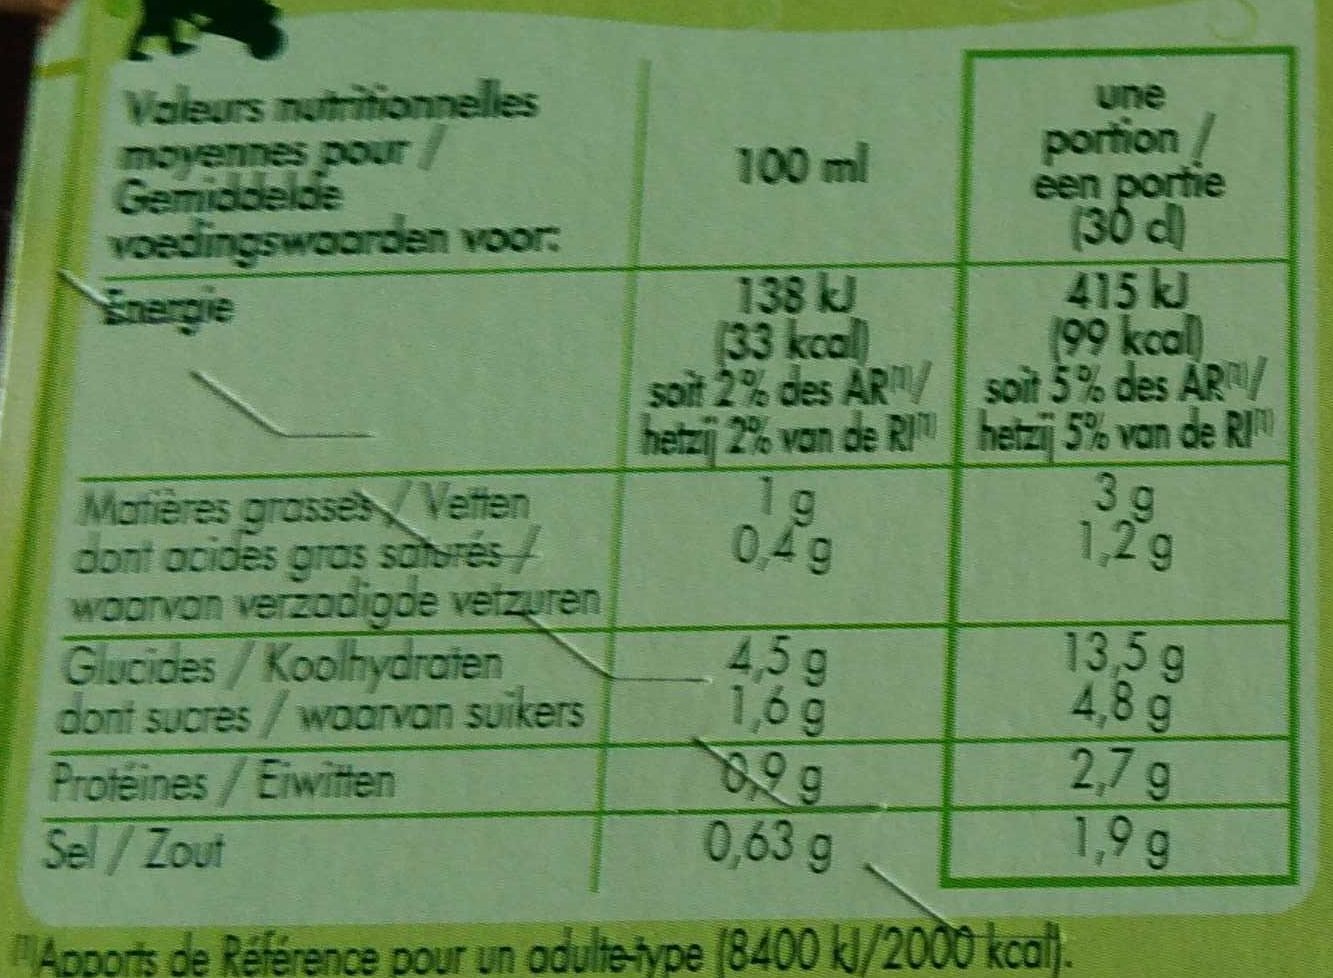 Valeurs nutritionnelles
moyennes pour /
Gemiddelde
voedingswaarden voor:
100 ml
une
portion /
een portie
(30 cl)
Energie
138 kJ
(33 kcal)
soit 2% des AR(1)/
hetzij 2% van de RI(1)
415 kJ
(99 kcal)
soit 5% des AR(1)/
hetzij 5% van de RI(1)
Matières grasses / Vetten
dont acides gras saturés /
waarvan verzadigde vetzuren
1 g
0,4 g
3 g
1,2 g
Glucides / Koolhydraten
dont sucres / waarvan suikers
4,5 g
1,6 g
13,5 g
4,8 g
Protéines / Eiwitten
0,9 g
2,7 g
Sel / Zout
0,63 g
1,9 g
(1)Apports de Référence pour un adulte-type (8400 kJ/2000 kcal).